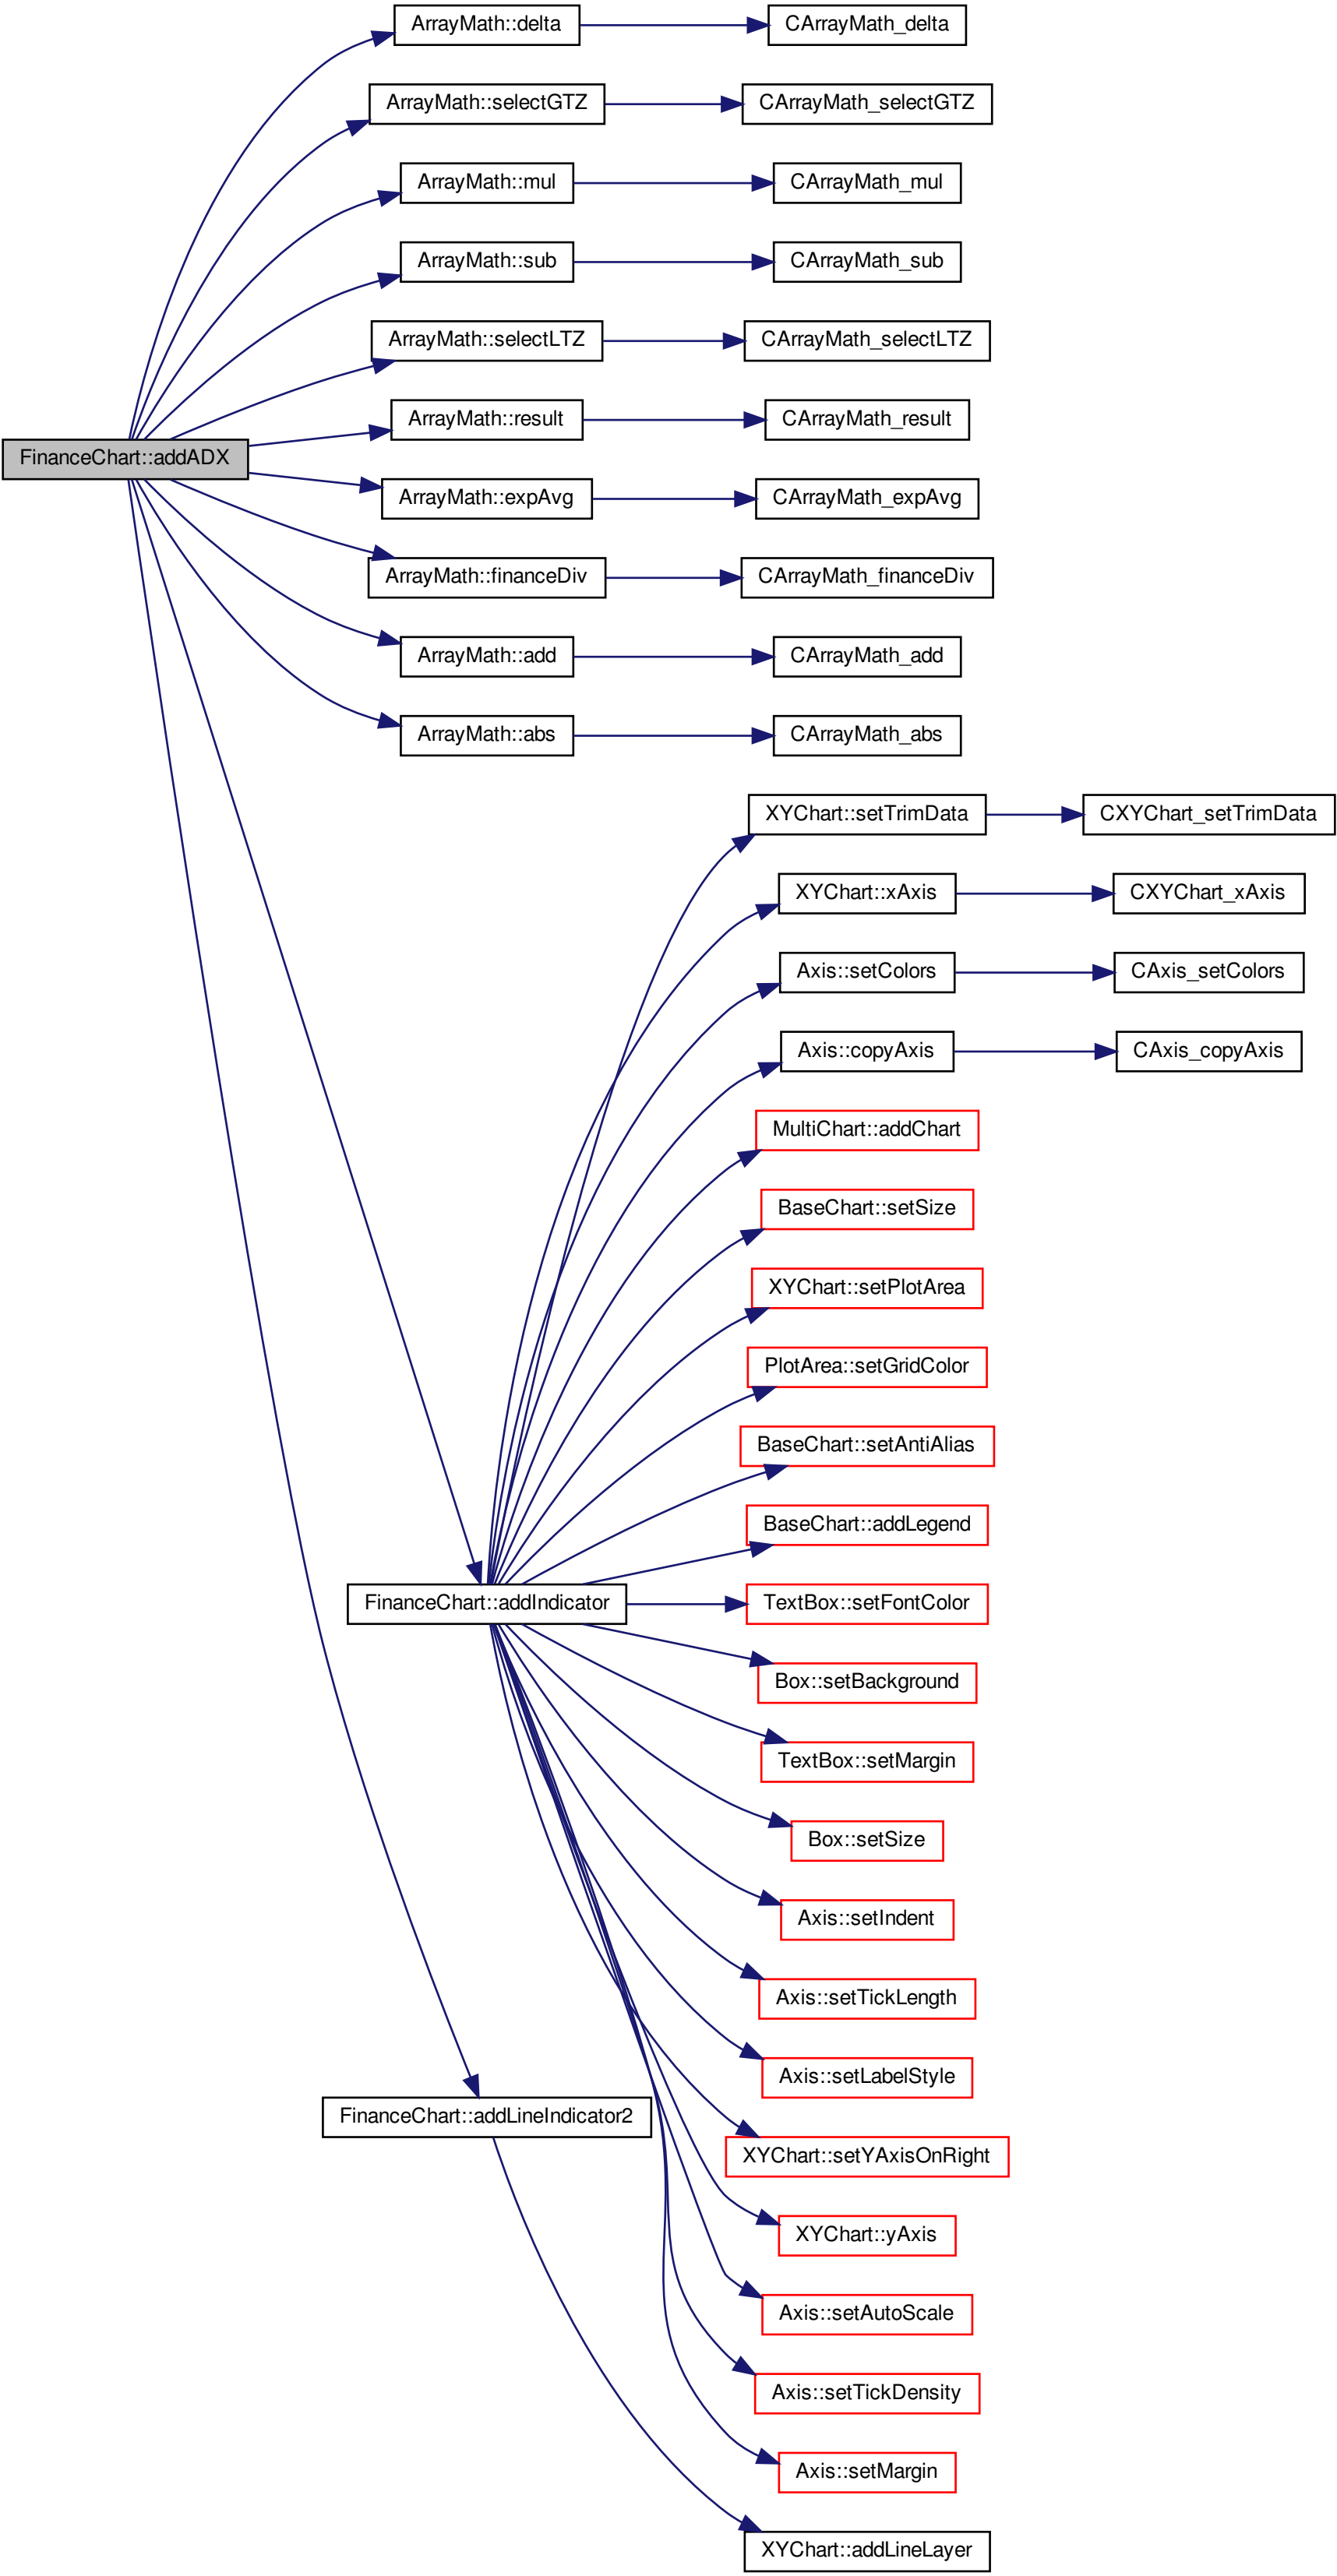 ArrayMath::delta
CArrayMath_delta
ArrayMath::selectGTZ
CArrayMath_selectGTZ
ArrayMath::mul
CArrayMath_mul
ArrayMath::sub
CArrayMath_sub
ArrayMath::selectLTZ
CArrayMath_selectLTZ
ArrayMath::result
CArrayMath_result
FinanceChart::addADX
ArrayMath::expAvg
CArrayMath_expAvg
ArrayMath::financeDiv
CArrayMath_financeDiv
ArrayMath::add
CArrayMath_add
ArrayMath::abs
CArrayMath_abs
XYChart::setTrimData
CXYChart_setTrimData
XYChart::xAxis
CXYChart_xAxis
Axis::setColors
CAxis_setColors
Axis::copyAxis
CAxis_copyAxis
MultiChart::addChart
BaseChart::setSize
XYChart::setPlotArea
PlotArea::setGridColor
BaseChart::setAntiAlias
BaseChart::addLegend
FinanceChart::addIndicator
TextBox::setFontColor
Box::setBackground
TextBox::setMargin
Box::setSize
Axis::setIndent
Axis::setTickLength
Axis::setLabelStyle
FinanceChart::addLineIndicator2
XYChart::setYAxisOnRight
XYChart::yAxis
Axis::setAutoScale
Axis::setTickDensity
Axis::setMargin
XYChart::addLineLayer